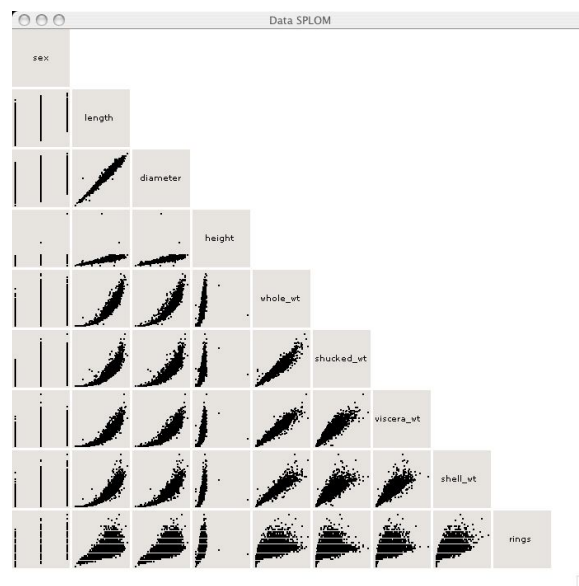 Data SPLOM
sex
length
diameter
height
whole_wt
shucked_wt
viscera_wt
shell_wt
rings